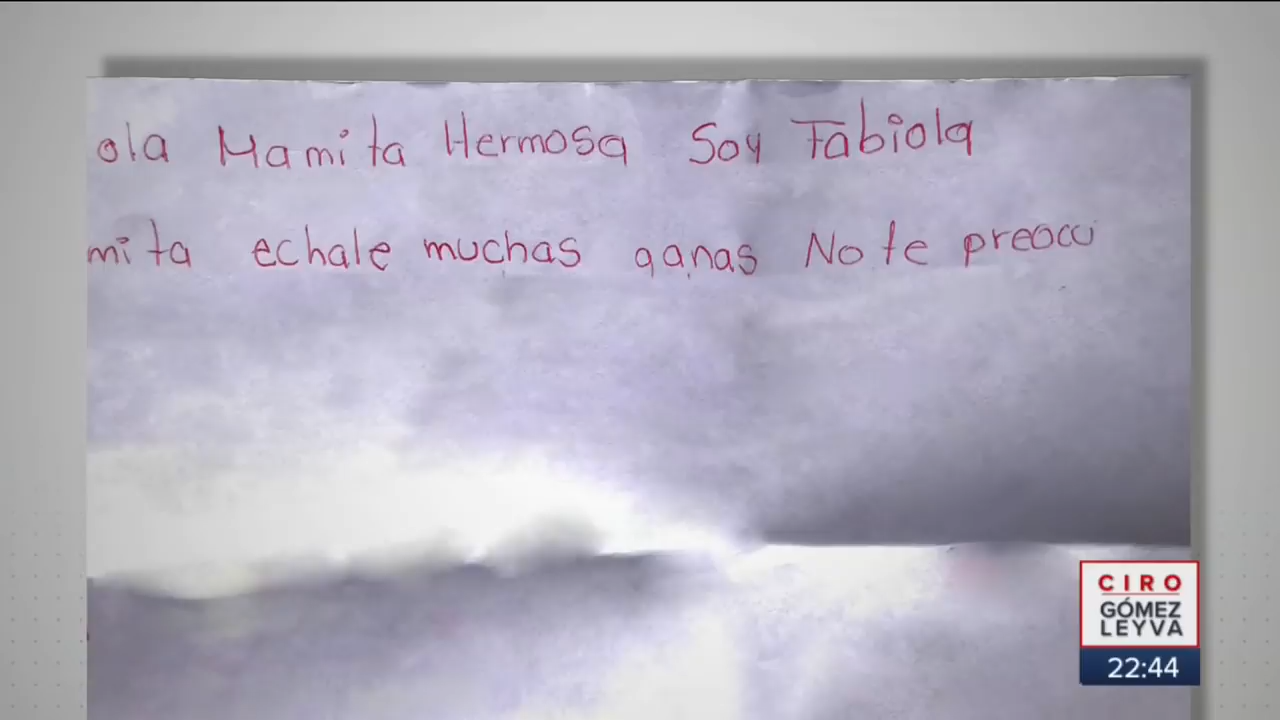 ola Mamita Hermosa Soy Fabiola
mita echale muchas ganas No te preocu
CIRO
GÓMEZ
LEYVA
22:44